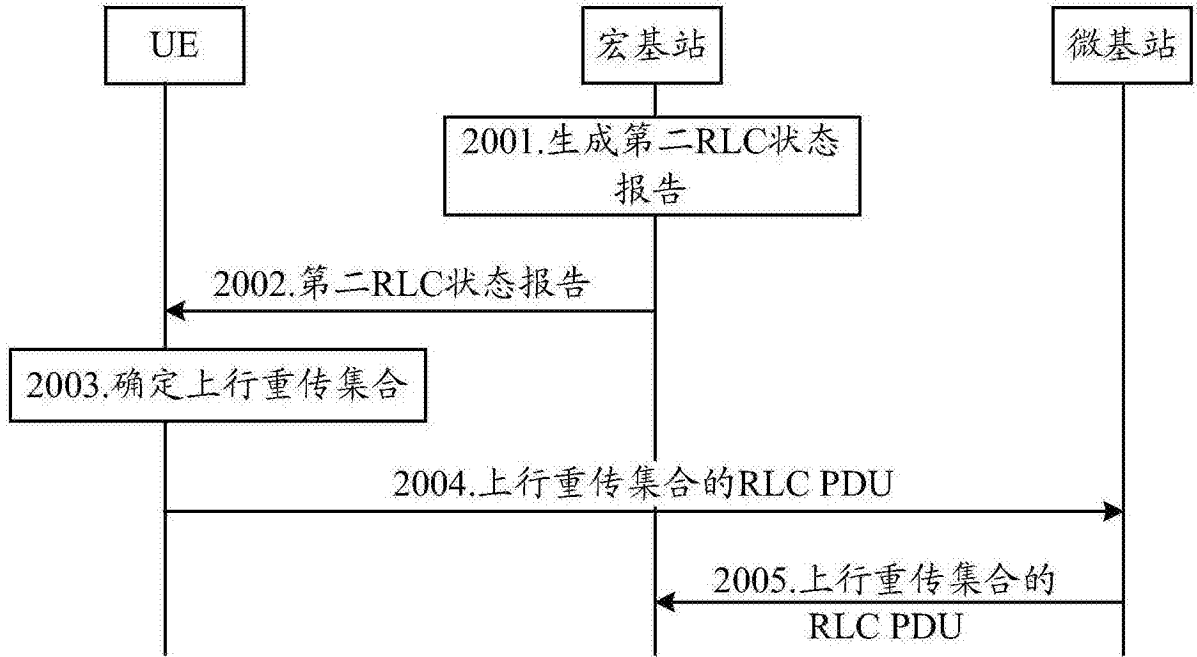 UE
宏基站
微基站
2001.生成第二RLC状态
报告
2002.第二RLC状态报告
2003.确定上行重传集合
2004.上行重传集合的RLC PDU
2005.上行重传集合的
RLC PDU